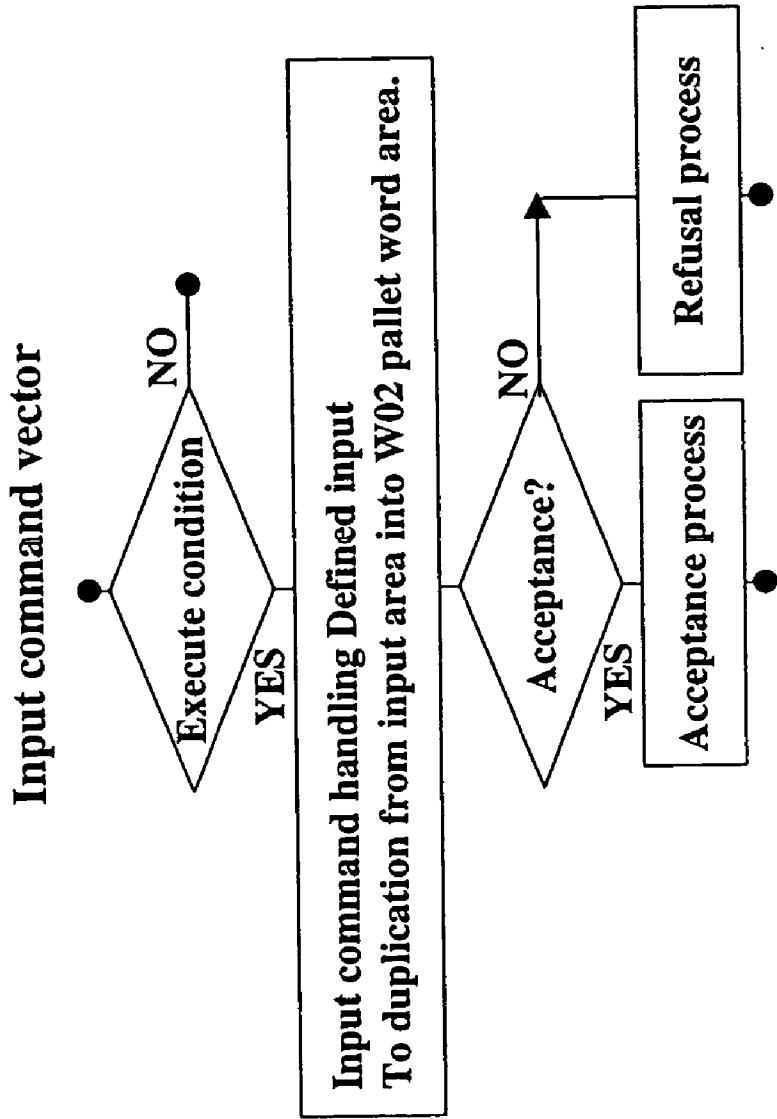 Input command vector
Execute condition
NO
YES
Input command handling Defined input
To duplication from input area into W02 pallet word area.
Acceptance?
NO
YES
Acceptance process
Refusal process